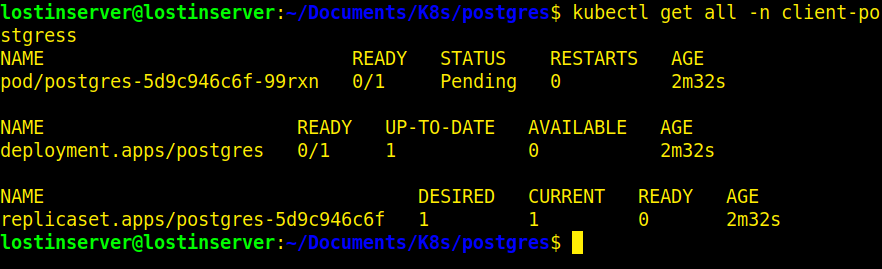 lostinserver@lostinserver:~/Documents/K8s/postgres$ kubectl get all -n client-po
stgress
NAME READY STATUS RESTARTS AGE
pod/postgres-5d9c946c6f-99rxn 0/1 Pending 0 2m32s
NAME READY UP-TO-DATE AVAILABLE AGE
deployment.apps/postgres 0/1 1 0 2m32s
NAME DESIRED CURRENT READY AGE
replicaset.apps/postgres-5d9c946c6f 1 1 0 2m32s
lostinserver@lostinserver:~/Documents/K8s/postgres$